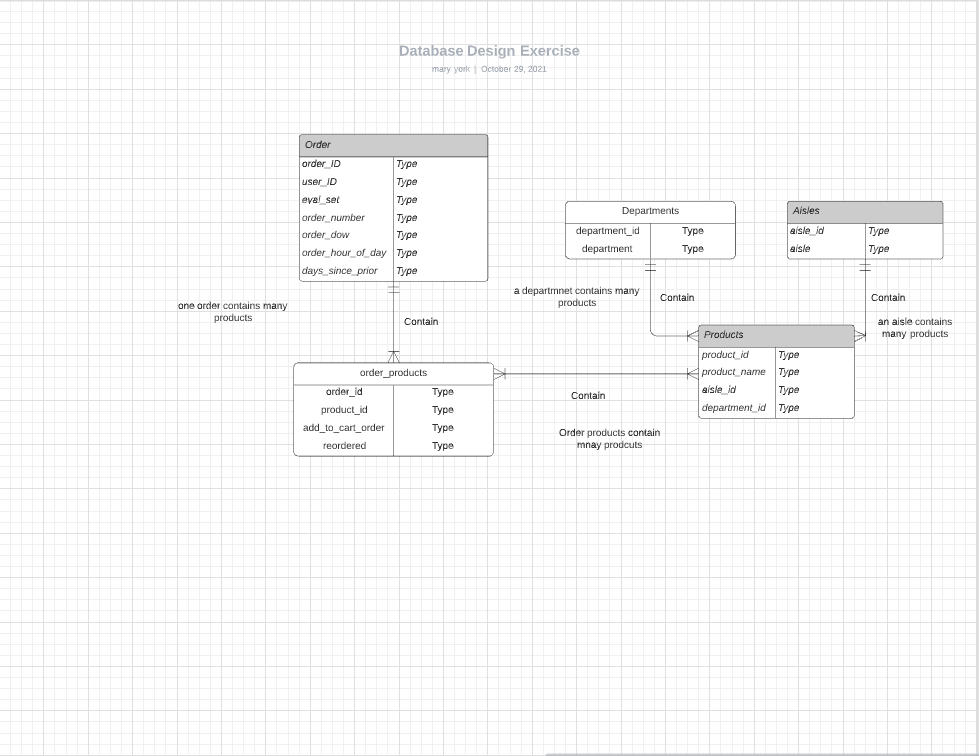 Database Design Exercise
mary york | October 29, 2021
Order
order_ID Type
user_ID Type
eval_set Type
order_number Type
order_dow Type
order_hour_of_day Type
days_since_prior Type
Departments
department_id Type
department Type
Aisles
aisle_id Type
aisle Type
one order contains many
products
Contain
a departmnet contains many
products
Contain
Contain
an aisle contains
many products
Products
product_id Type
product_name Type
aisle_id Type
department_id Type
order_products
order_id Type
product_id Type
add_to_cart_order Type
reordered Type
Contain
Order products contain
mnay prodcuts